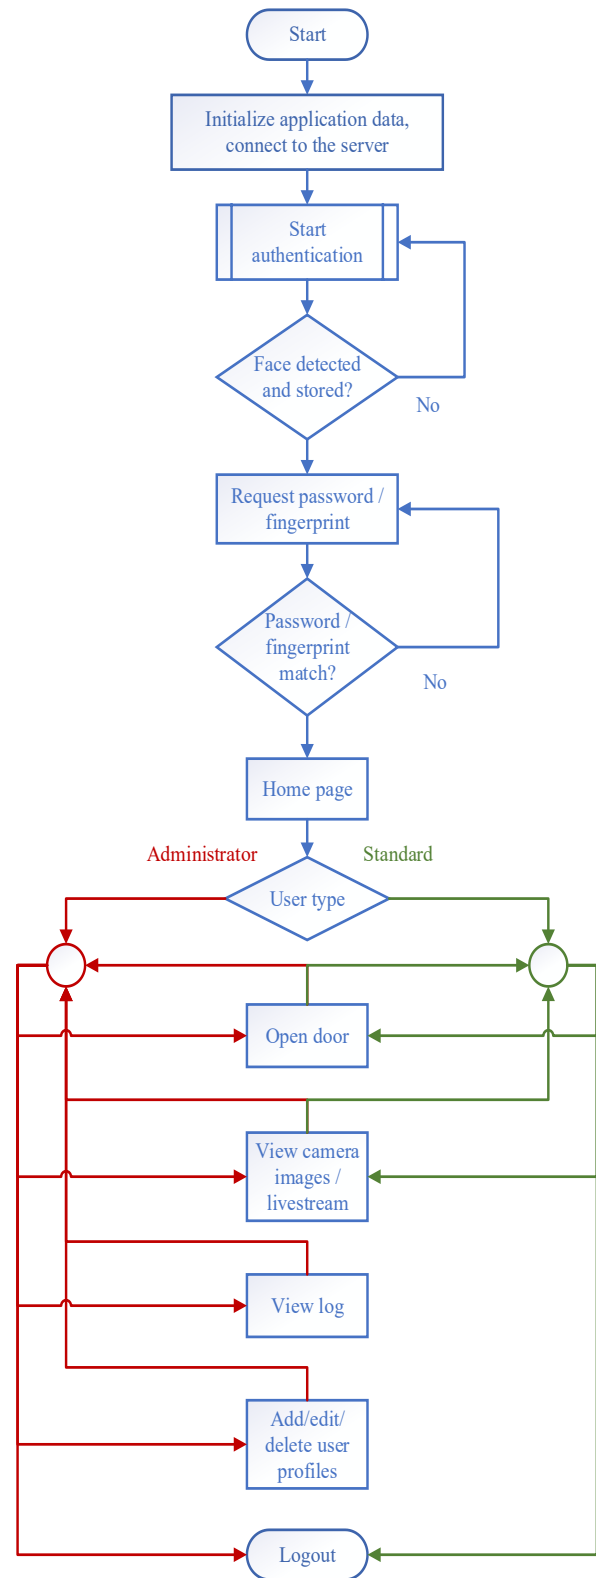 Start
Initialize application data,
connect to the server
Start
authentication
Face detected
and stored?
No
Request password /
fingerprint
Password /
fingerprint
match?
No
Home page
Administrator
Standard
User type
Open door
View camera
images /
livestream
View log
Add/edit/
delete user
profiles
Logout